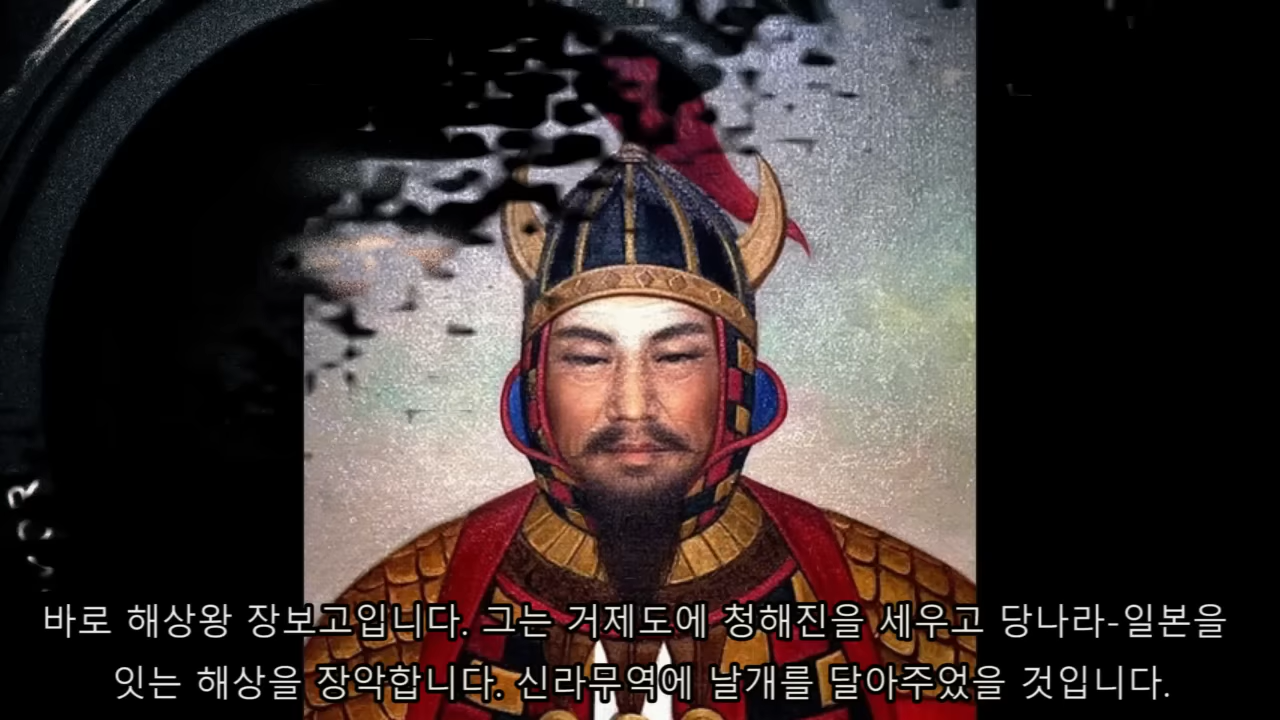 바로 해상왕 장보고입니다. 그는 거제도에 청해진을 세우고 당나라-일본을
잇는 해상을 장악합니다. 신라무역에 날개를 달아주었을 것입니다.